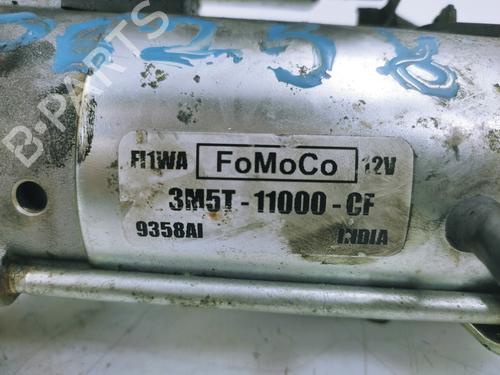 B-PARTS
FI1WA FoMoCo 12V
3M5T - 11000 - CF
9358AI INDIA